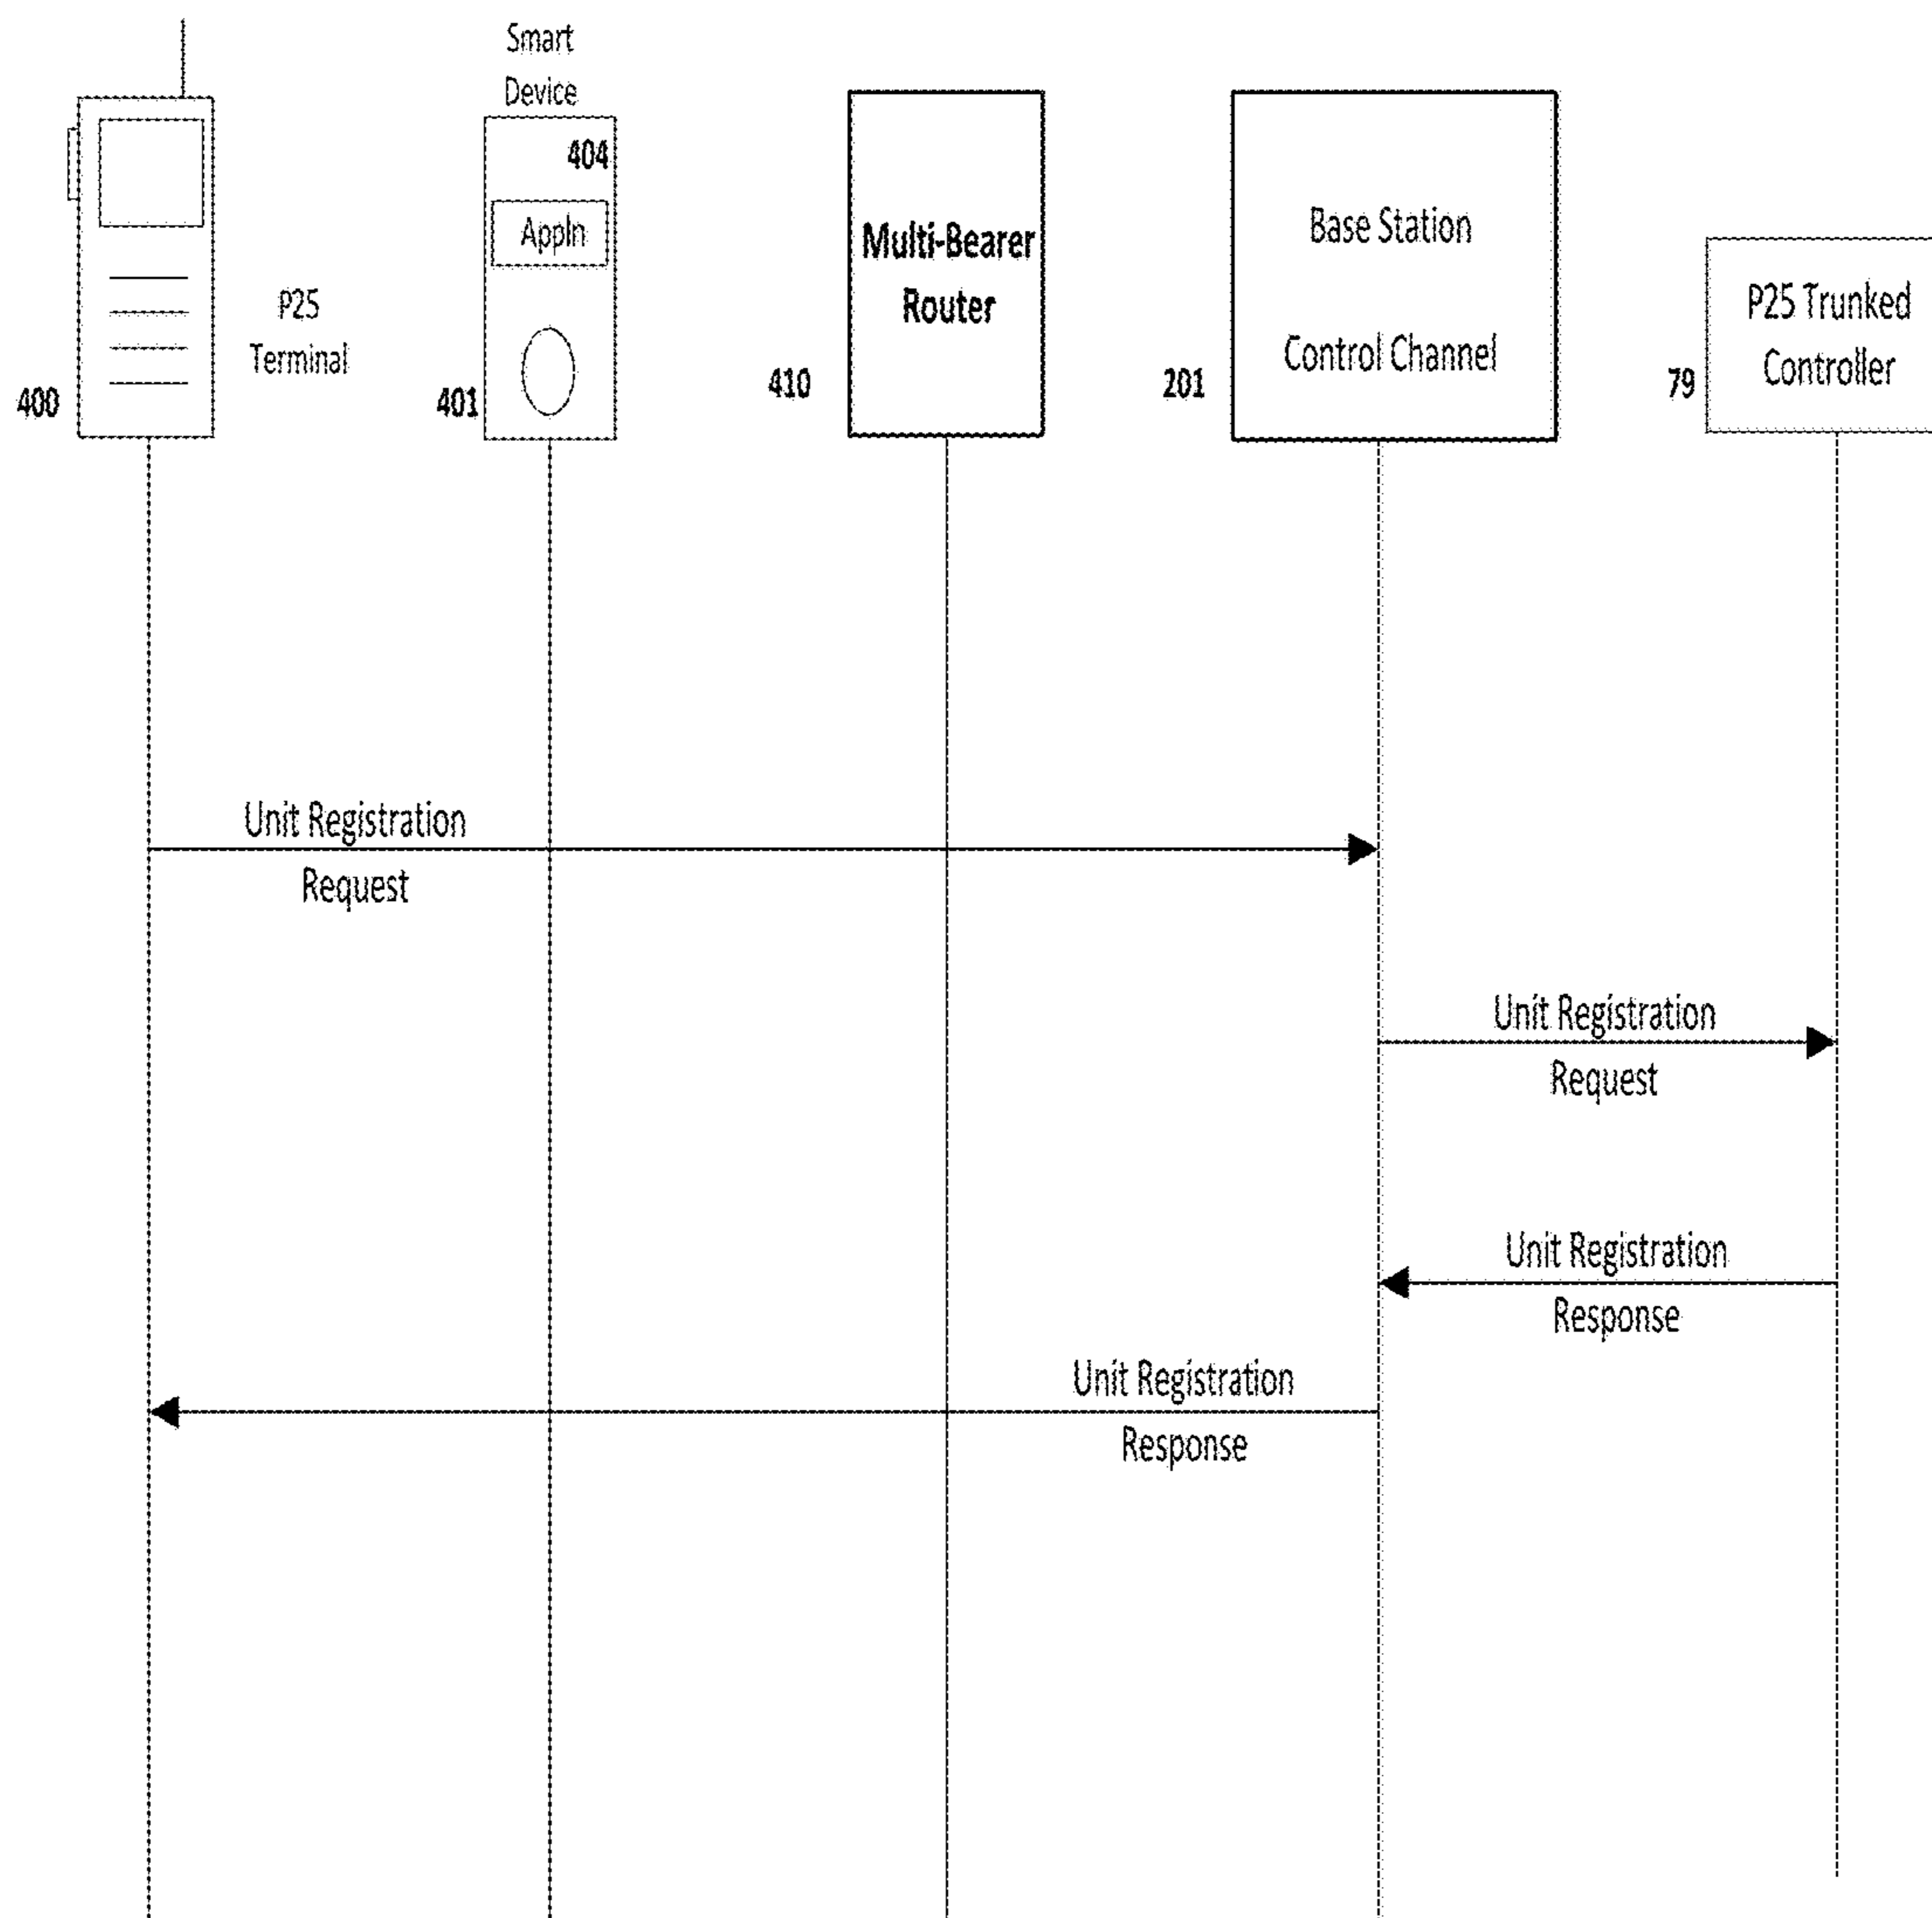 Smart
Device
404
Appln
Multi-Bearer
Router
Base Station
Control Channel
P25 Trunked
Controller
P25
Terminal
400
401
410
201
79
Unit Registration
Request
Unit Registration
Request
Unit Registration
Response
Unit Registration
Response